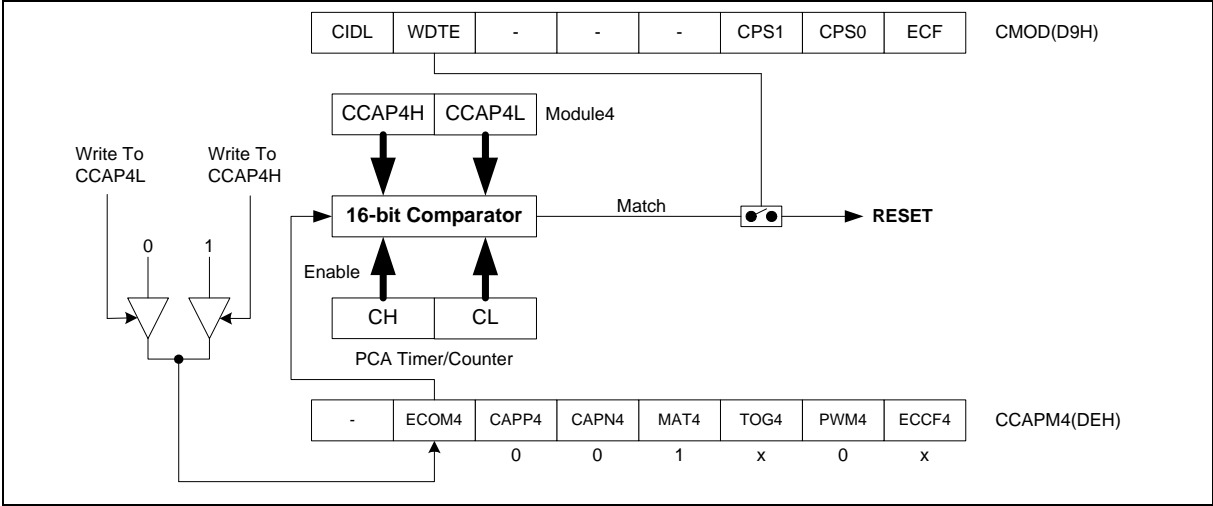 CIDL WDTE - - - CPS1 CPS0 ECF CMOD(D9H)
CCAP4H CCAP4L Module4
Write To
CCAP4L
Write To
CCAP4H
16-bit Comparator
Match
RESET
0 1
Enable
CH CL
PCA Timer/Counter
- ECOM4 CAPP4 CAPN4 MAT4 TOG4 PWM4 ECCF4 CCAPM4(DEH)
0 0 1 x 0 x